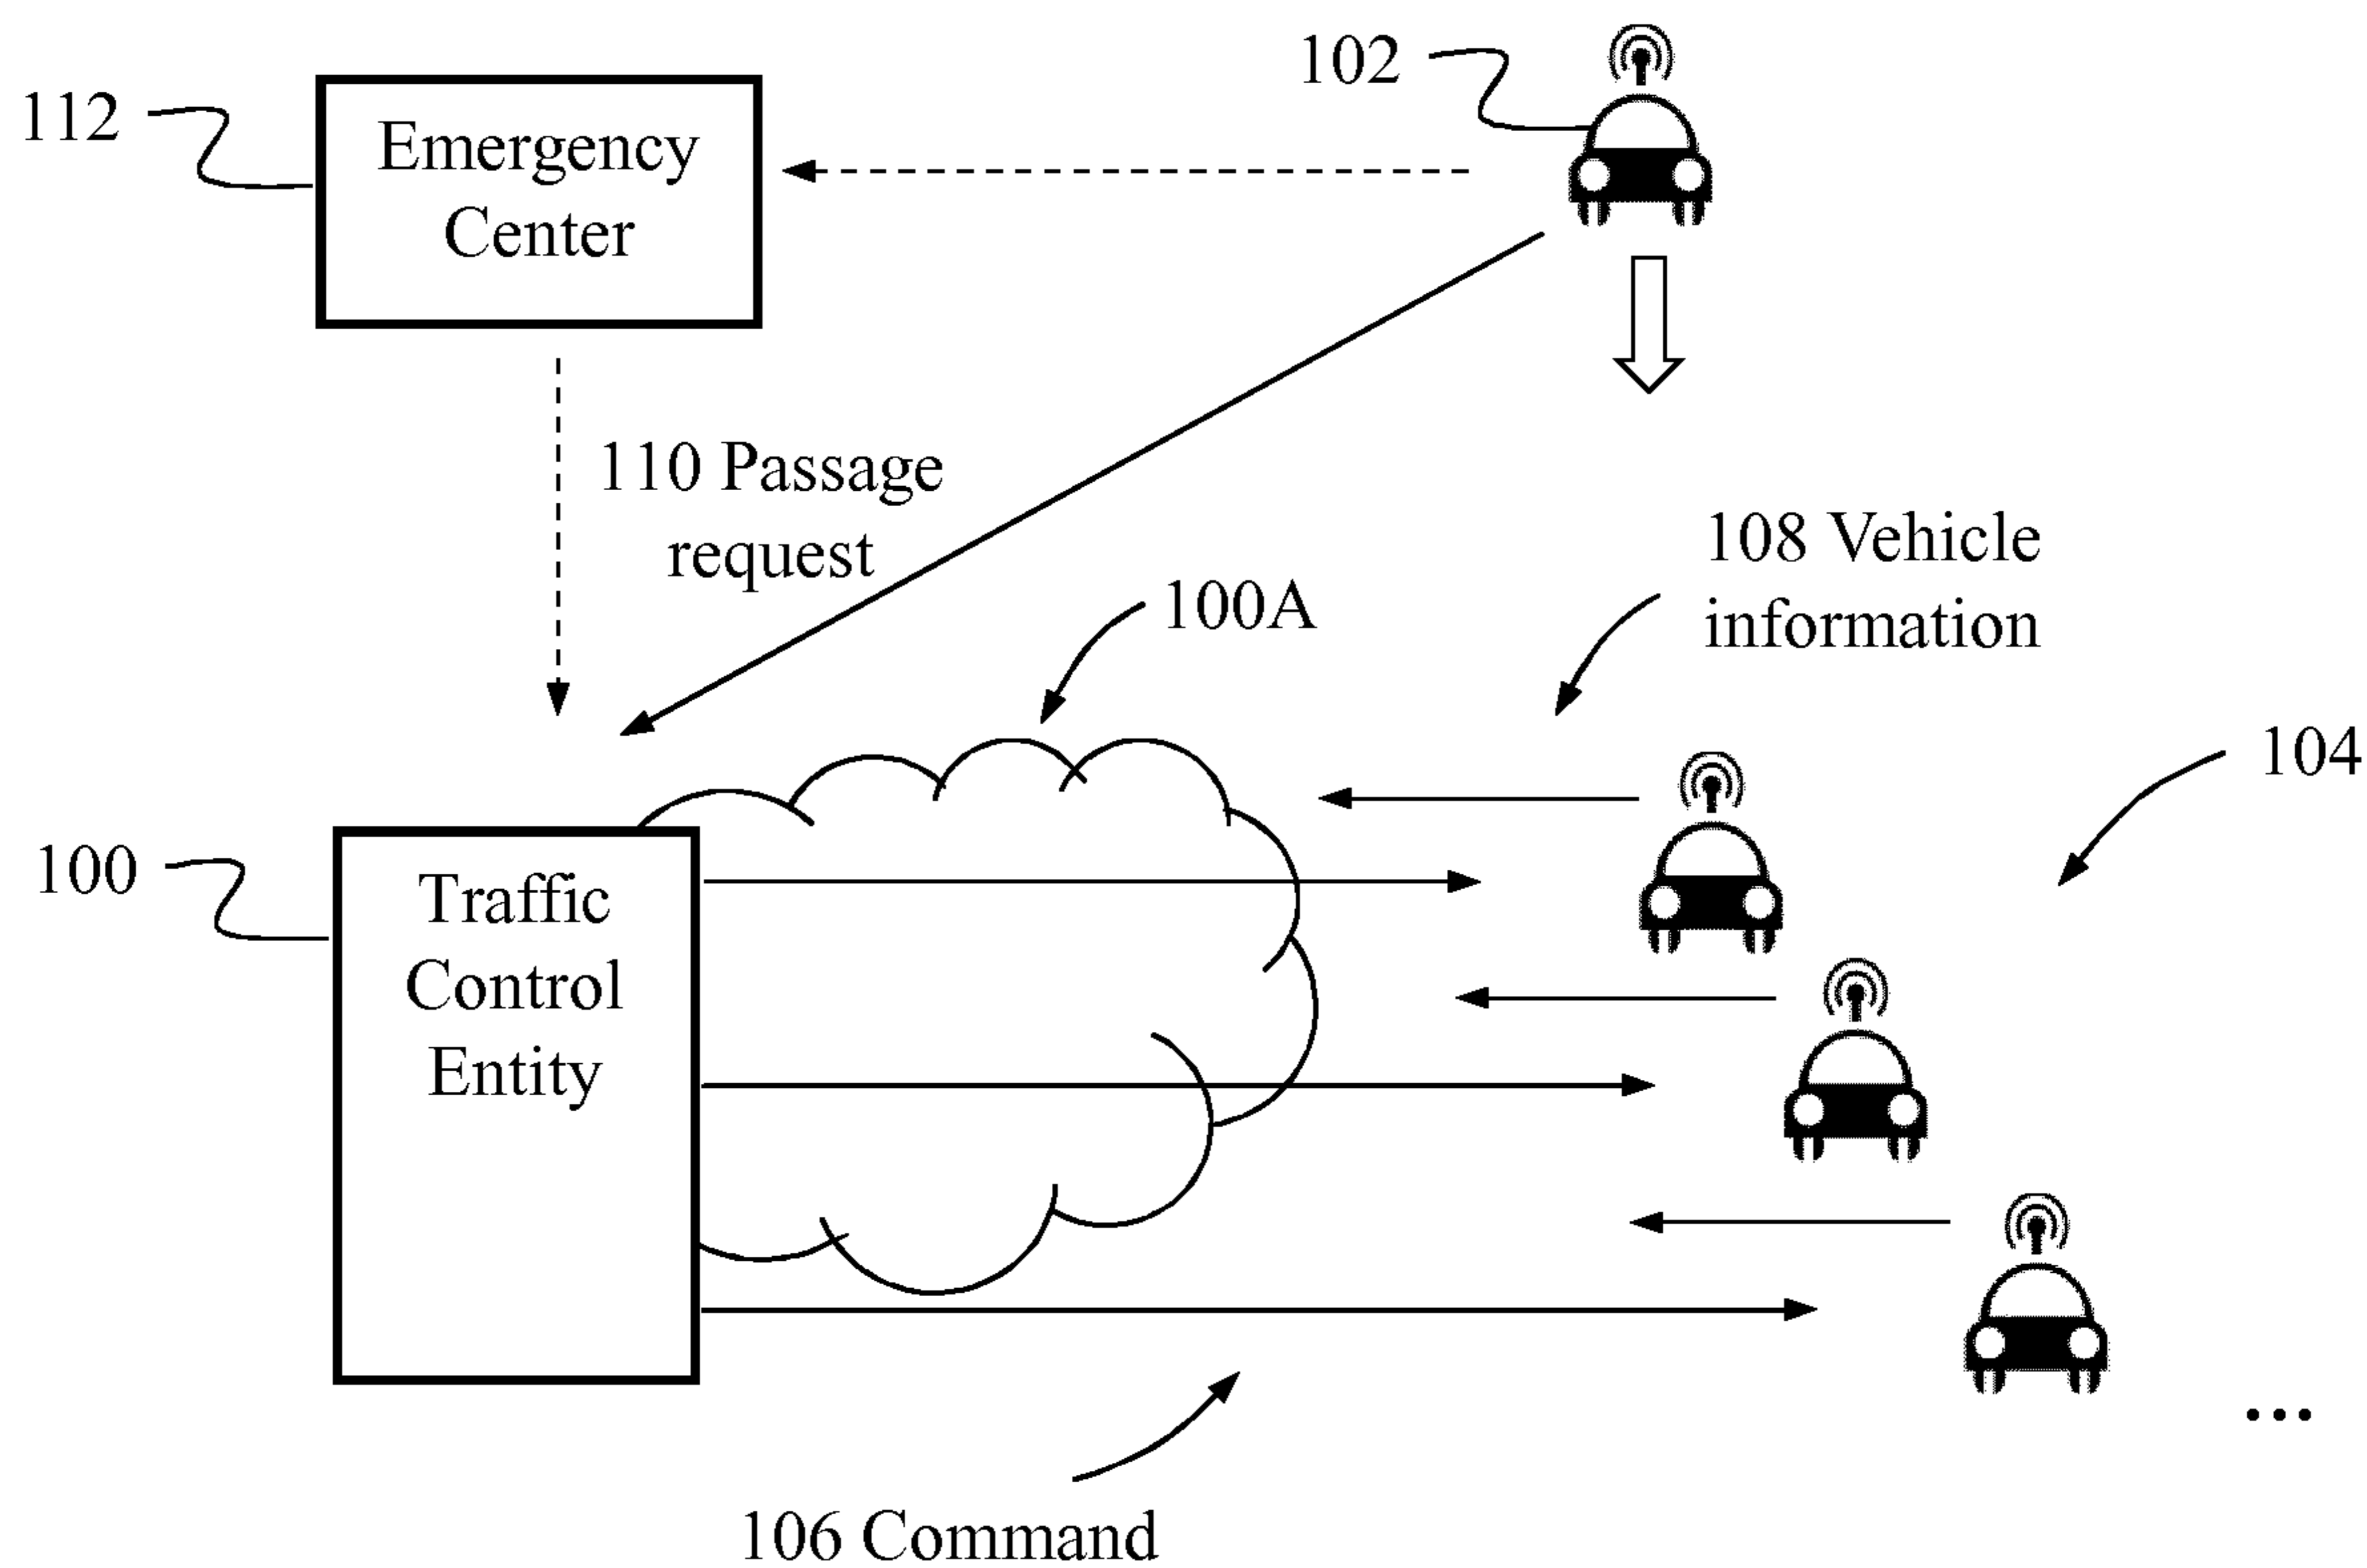 102
112
Emergency
Center
110 Passage
request
108 Vehicle
information
100A
104
100
Traffic
Control
Entity
...
106 Command